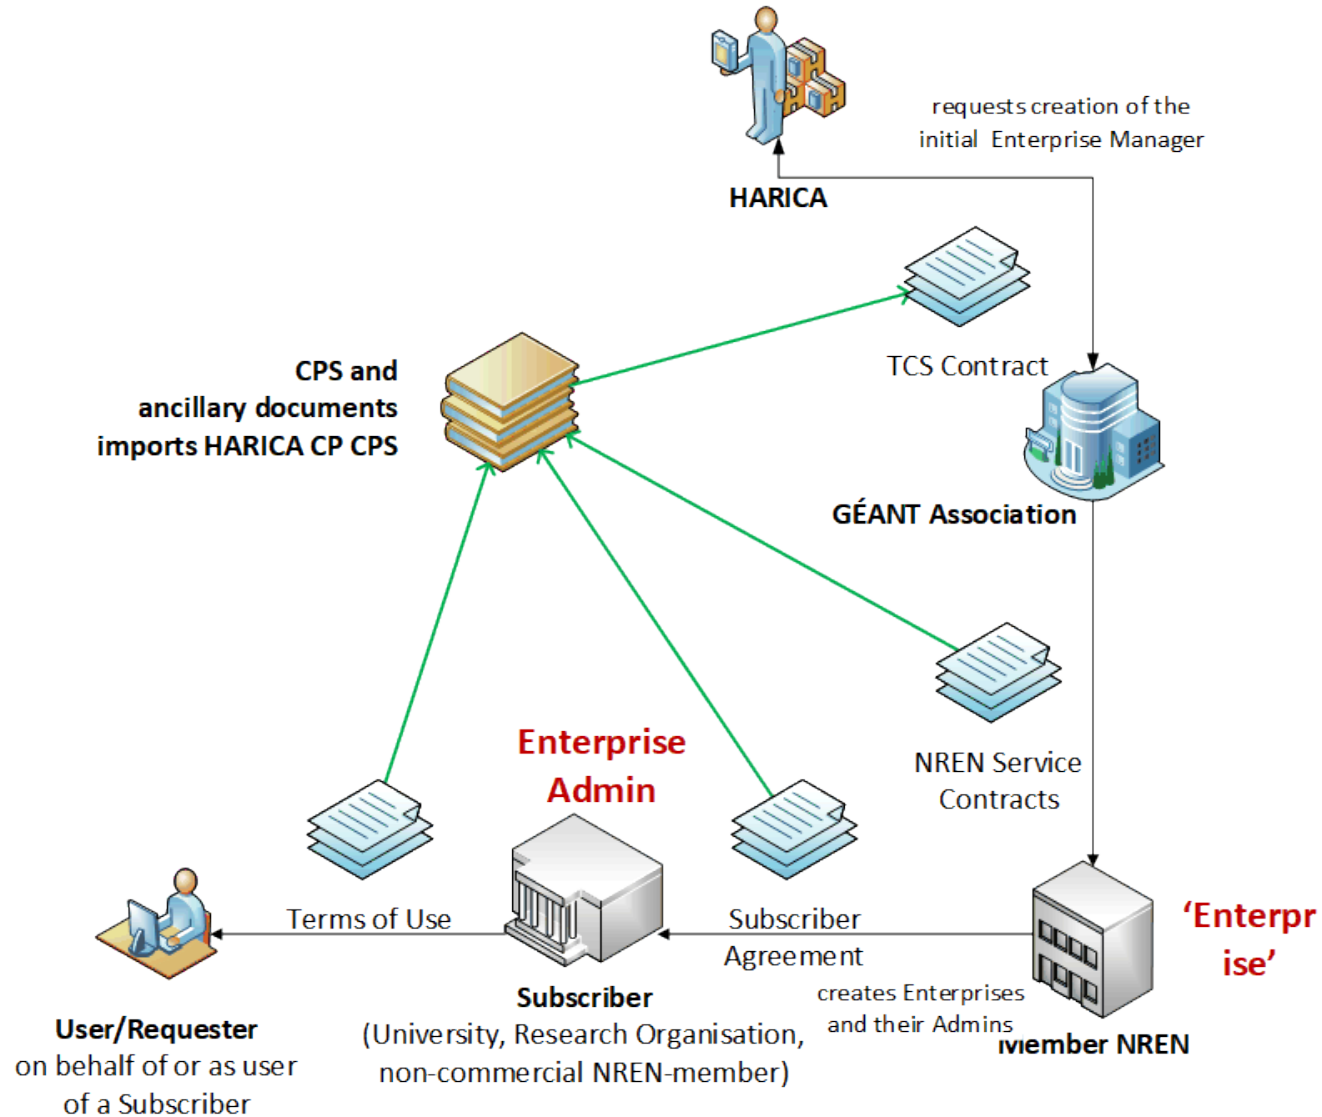 requests creation of the
initial Enterprise Manager
HARICA
TCS Contract
CPS and
ancillary documents
imports HARICA CP CPS
GÉANT Association
NREN Service
Contracts
Enterprise
Admin
Terms of Use
Subscriber
Agreement
'Enterpr
ise'
creates Enterprises
and their Admins
Member NREN
Subscriber
(University, Research Organisation,
non-commercial NREN-member)
User/Requester
on behalf of or as user
of a Subscriber